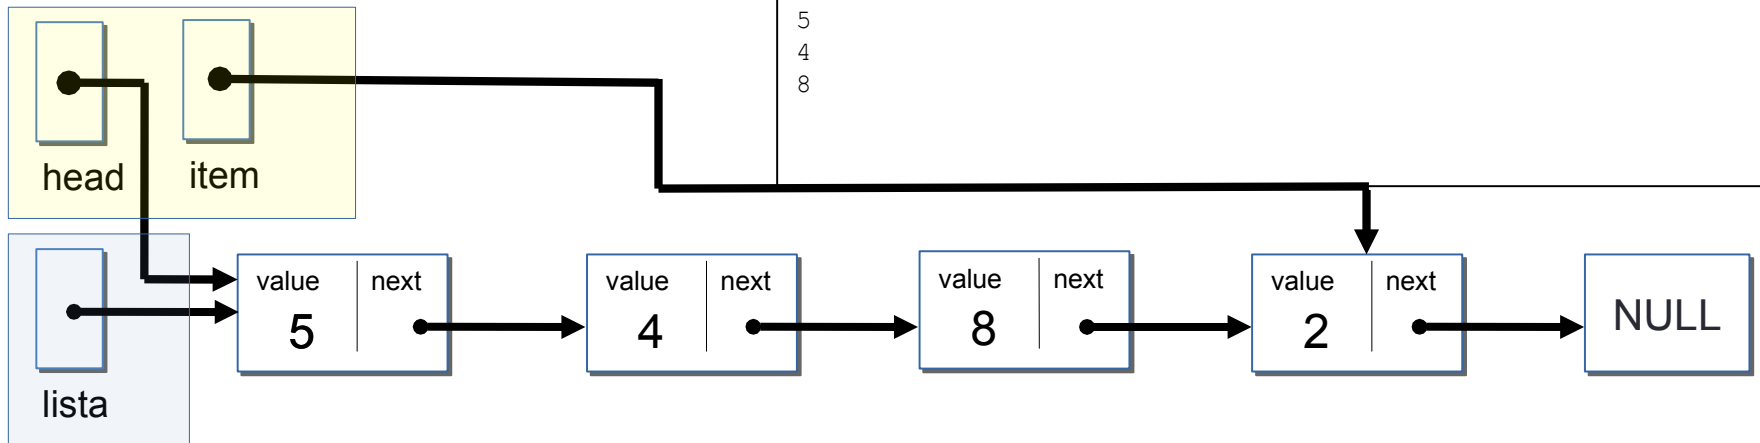 5
4
8
head item
value next value next value next value next
5 4 8 2 NULL
lista